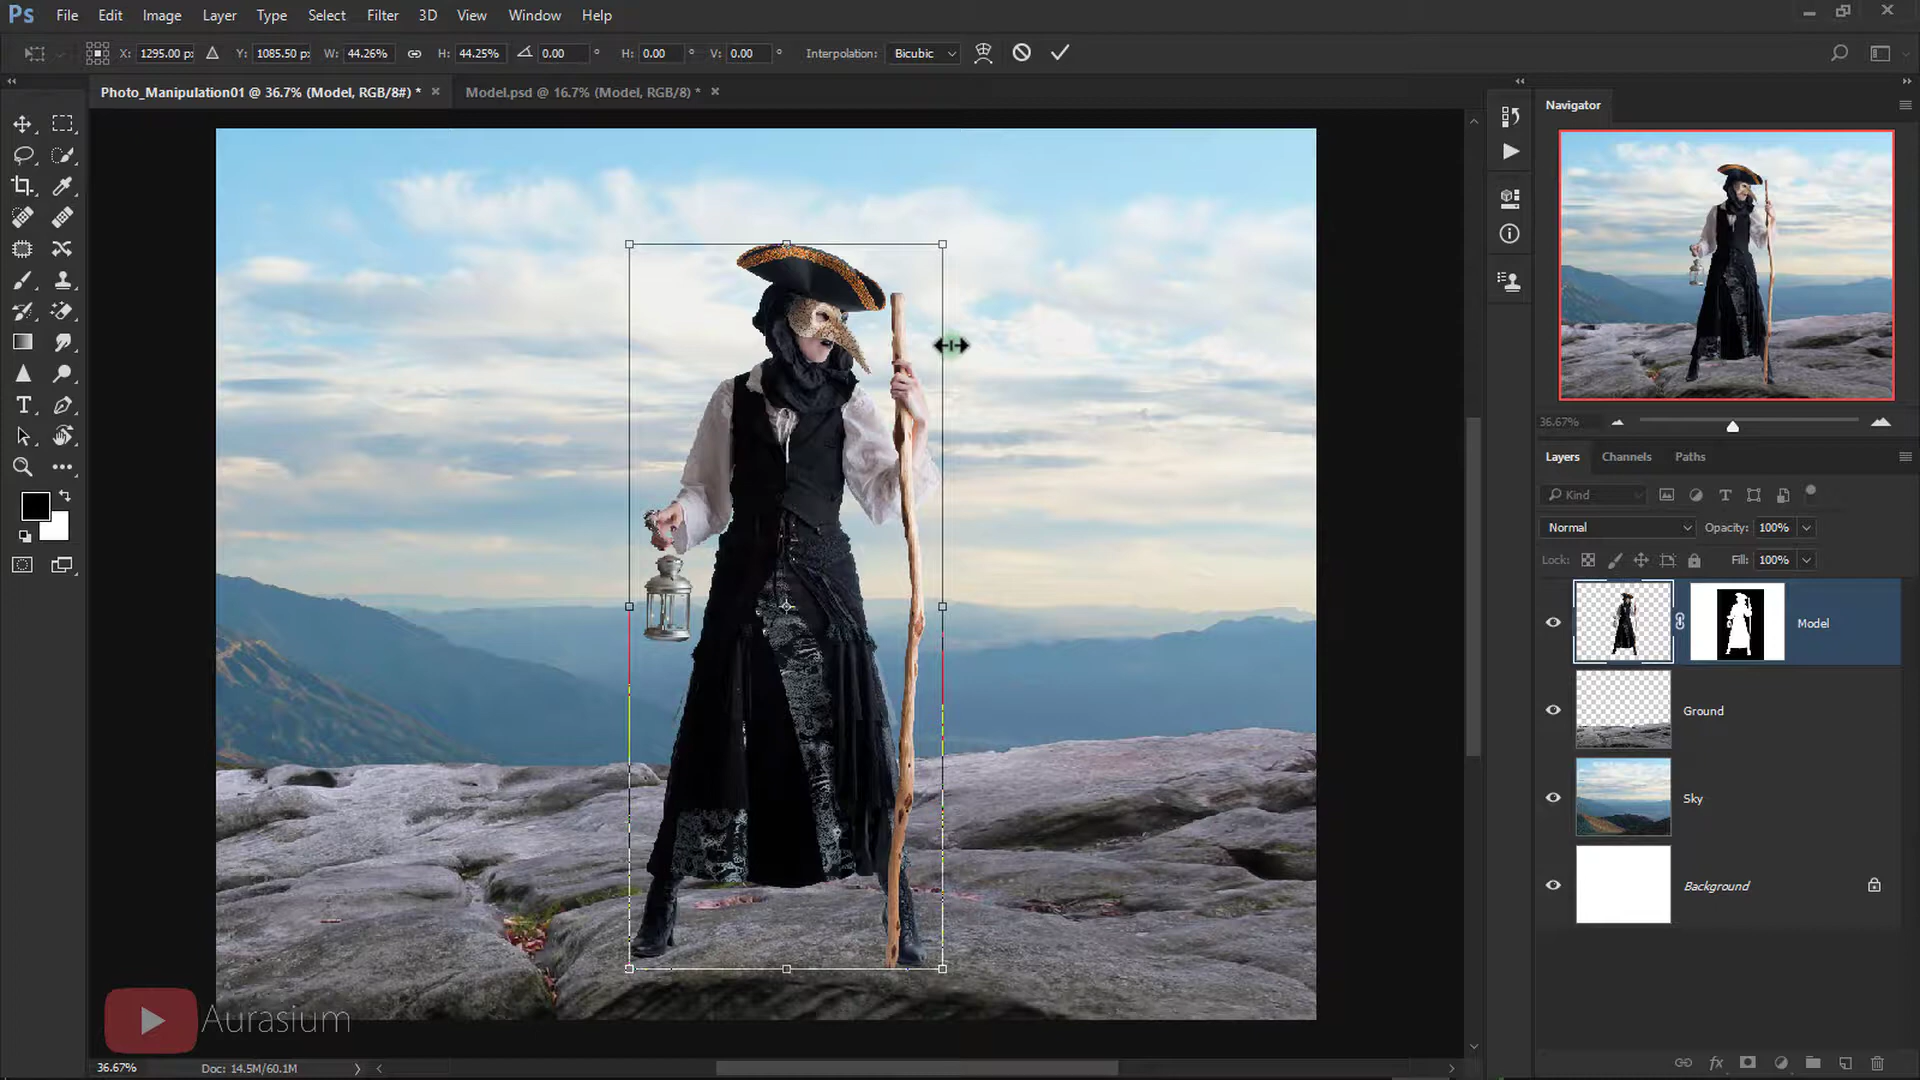 Ps File Edit Image Layer Type Select Filter 3D View Window Help
X: 1295.00 px Y: 1085.50 px W: 44.26% H: 44.25% 0.00 ° H: 0.00 ° V: 0.00 ° Interpolation: Bicubic
Photo_Manipulation01 @ 36.7% (Model, RGB/8#) * Model.psd @ 16.7% (Model, RGB/8) *
Navigator
36.67%
Layers Channels Paths
Kind
Normal Opacity: 100%
Lock: Fill: 100%
Model
Ground
Sky
Background
Aurasium
36.67% Doc: 14.5M/60.1M